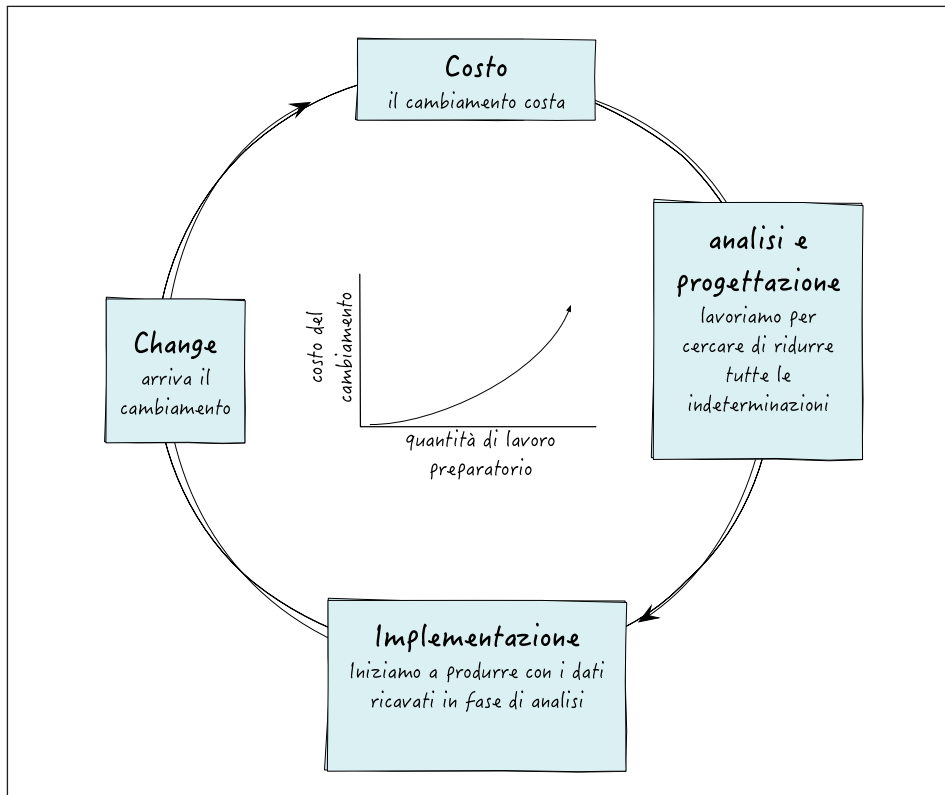 Costo
il cambiamento costa
analisi e
progettazione
lavoriamo per
cercare di ridurre
tutte le
indeterminazioni
Change
arriva il
cambiamento
costo del
cambiamento
quantità di lavoro
preparatorio
Implementazione
Iniziamo a produrre con i dati
ricavati in fase di analisi